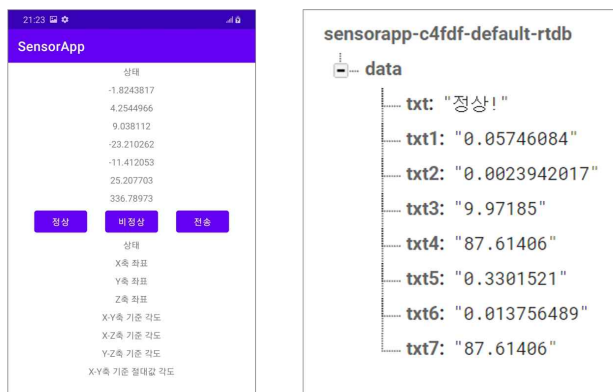 21:23
SensorApp
상태
-1.8243817
4.2544966
9.038112
-23.210262
-11.412053
25.207703
336.78973
정상 비정상 전송
상태
X축 좌표
Y축 좌표
Z축 좌표
X-Y축 기준 각도
X-Z축 기준 각도
Y-Z축 기준 각도
X-Y축 기준 절대값 각도
sensorapp-c4fdf-default-rtdb
data
txt: "정상!"
txt1: "0.05746084"
txt2: "0.0023942017"
txt3: "9.97185"
txt4: "87.61406"
txt5: "0.3301521"
txt6: "0.013756489"
txt7: "87.61406"